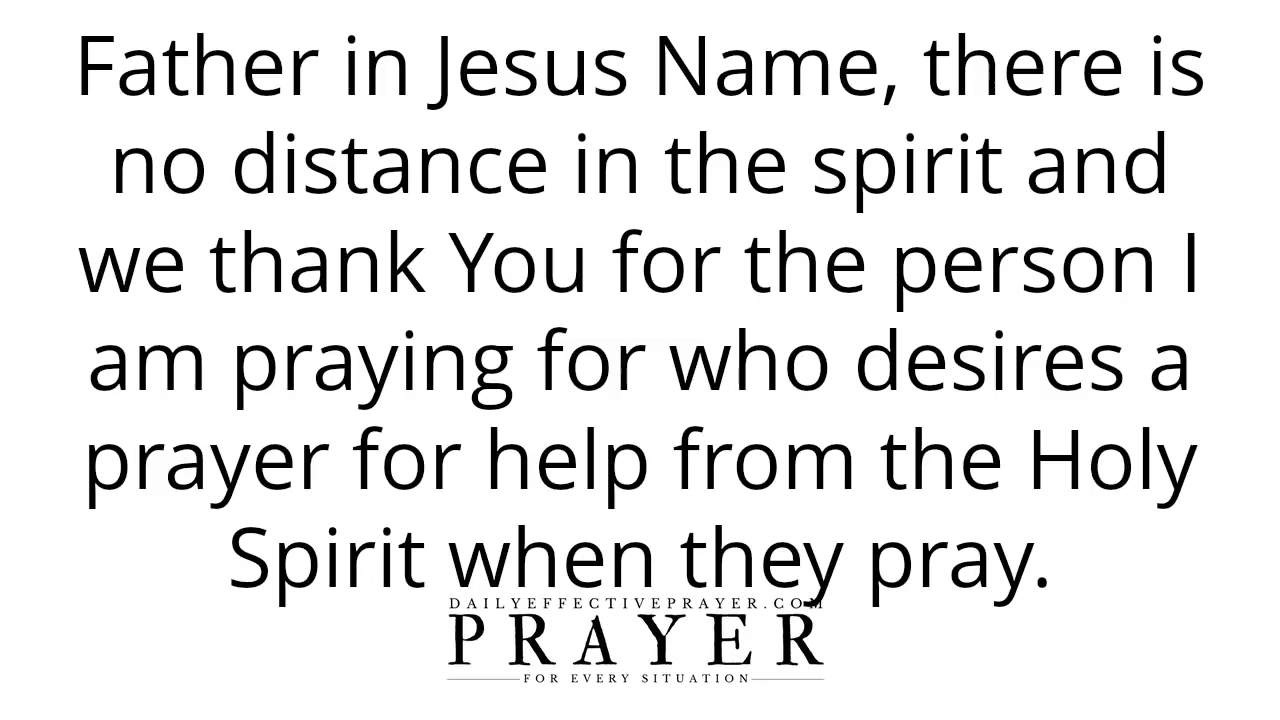 Father in Jesus Name, there is
no distance in the spirit and
we thank You for the person I
am praying for who desires a
prayer for help from the Holy
Spirit when they pray.
DAILYEFFECTIVEPRAYER.COM
PRAYER
FOR EVERY SITUATION